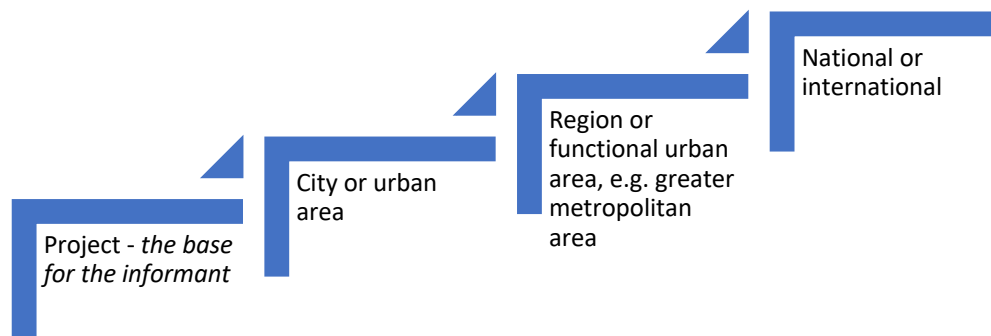 Project - the base
for the informant
City or urban
area
Region or
functional urban
area, e.g. greater
metropolitan
area
National or
international